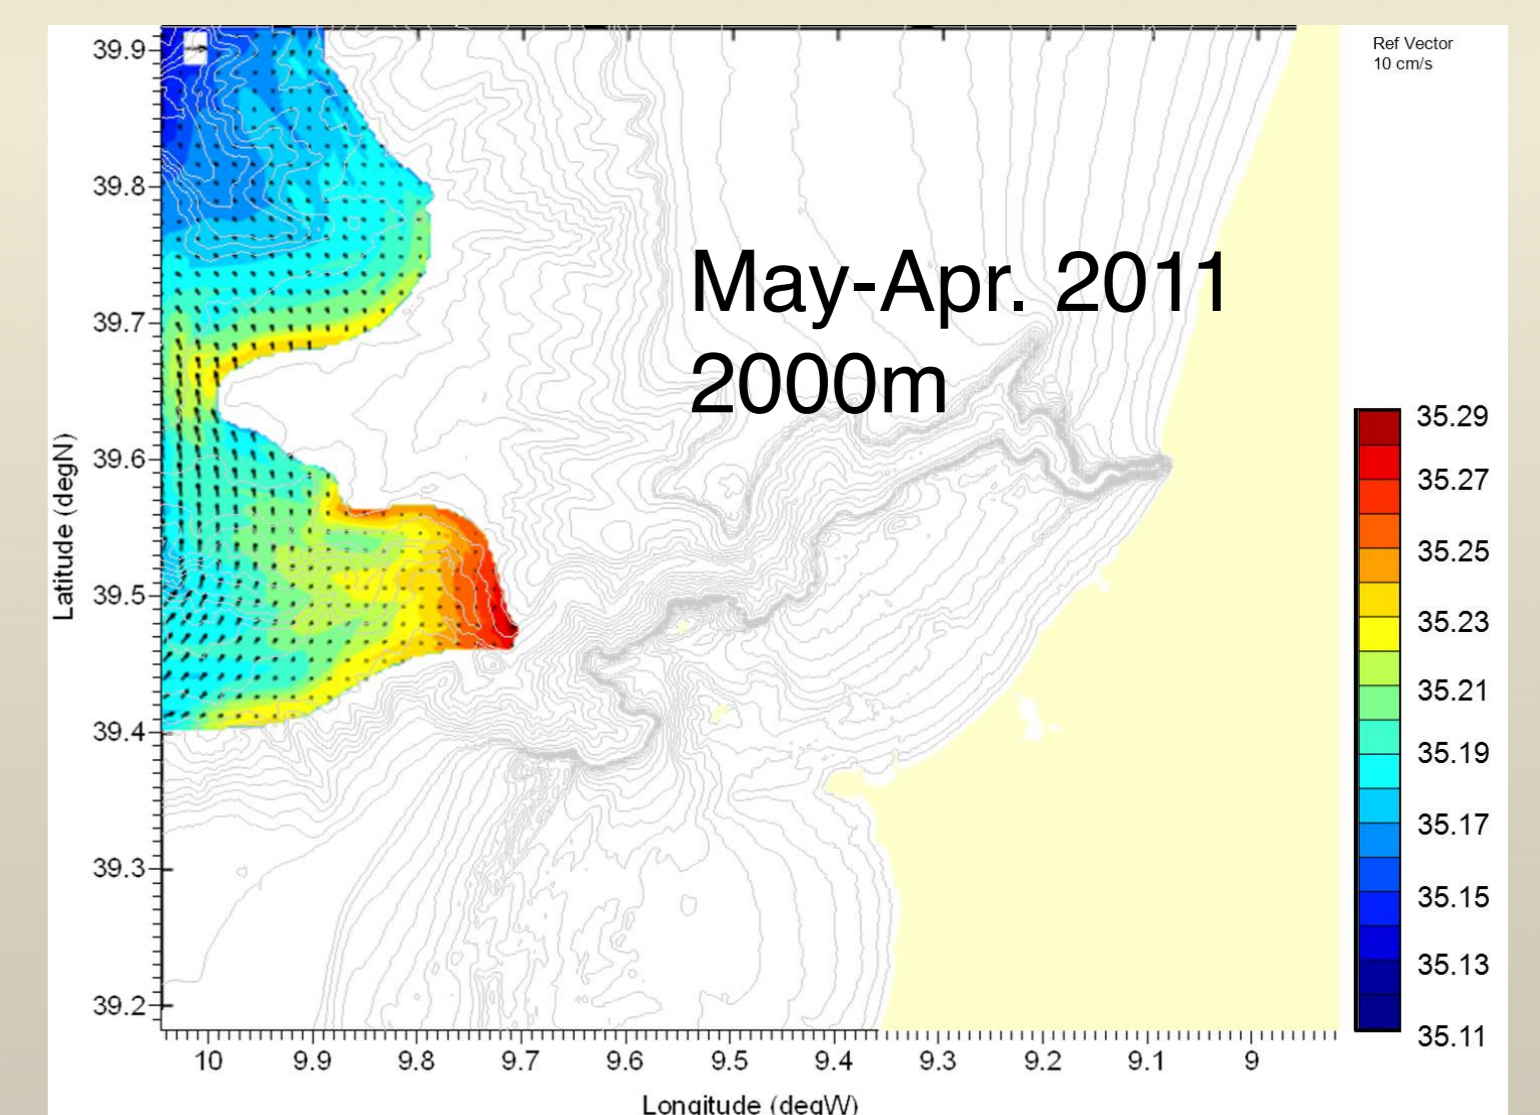 Ref Vector
10 cm/s
May-Apr. 2011
2000m
Latitude (degN)
39.9
39.8
39.7
39.6
39.5
39.4
39.3
39.2
10 9.9 9.8 9.7 9.6 9.5 9.4 9.3 9.2 9.1 9
Longitude (degW)
35.29
35.27
35.25
35.23
35.21
35.19
35.17
35.15
35.13
35.11